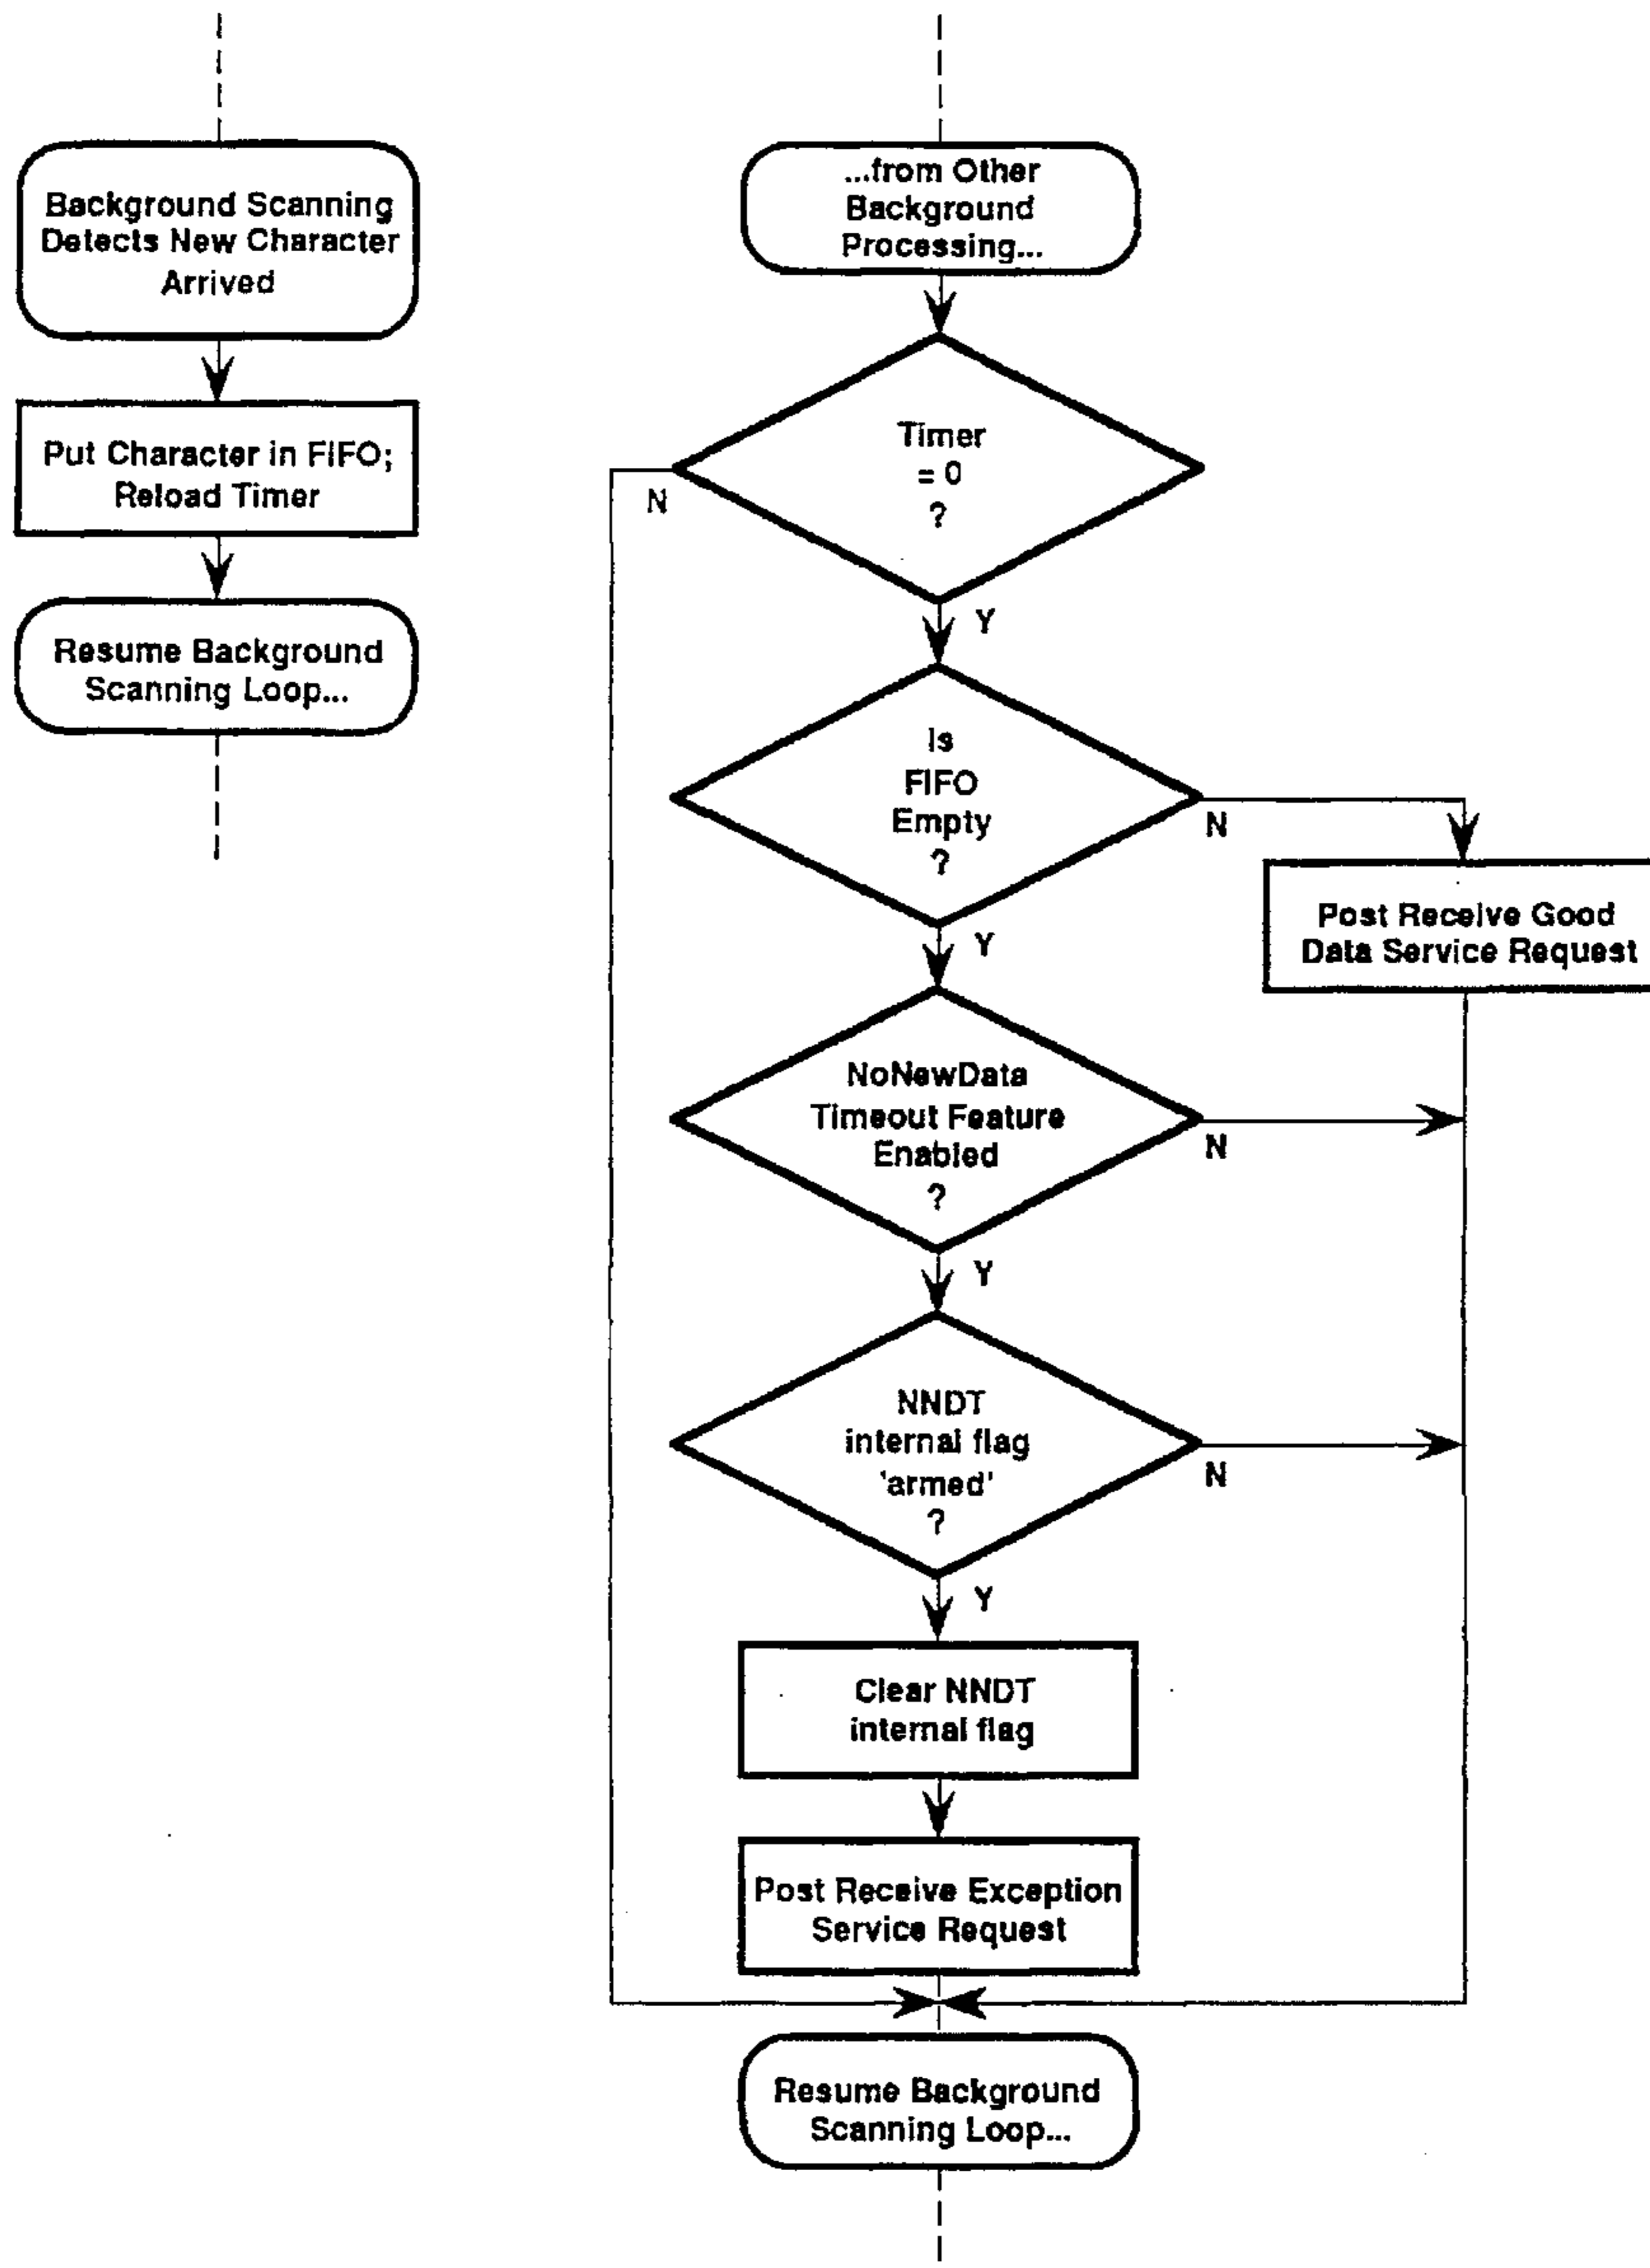 Background Scanning
Detects New Character
Arrived
Put Character in FIFO;
Reload Timer
Resume Background
Scanning Loop...
...from Other
Background
Processing...
Timer
= 0
?
N
Y
Is
FIFO
Empty
?
N
Y
Post Receive Good
Data Service Request
NoNewData
Timeout Feature
Enabled
?
N
Y
NNDT
internal flag
'armed'
?
N
Y
Clear NNDT
internal flag
Post Receive Exception
Service Request
Resume Background
Scanning Loop...